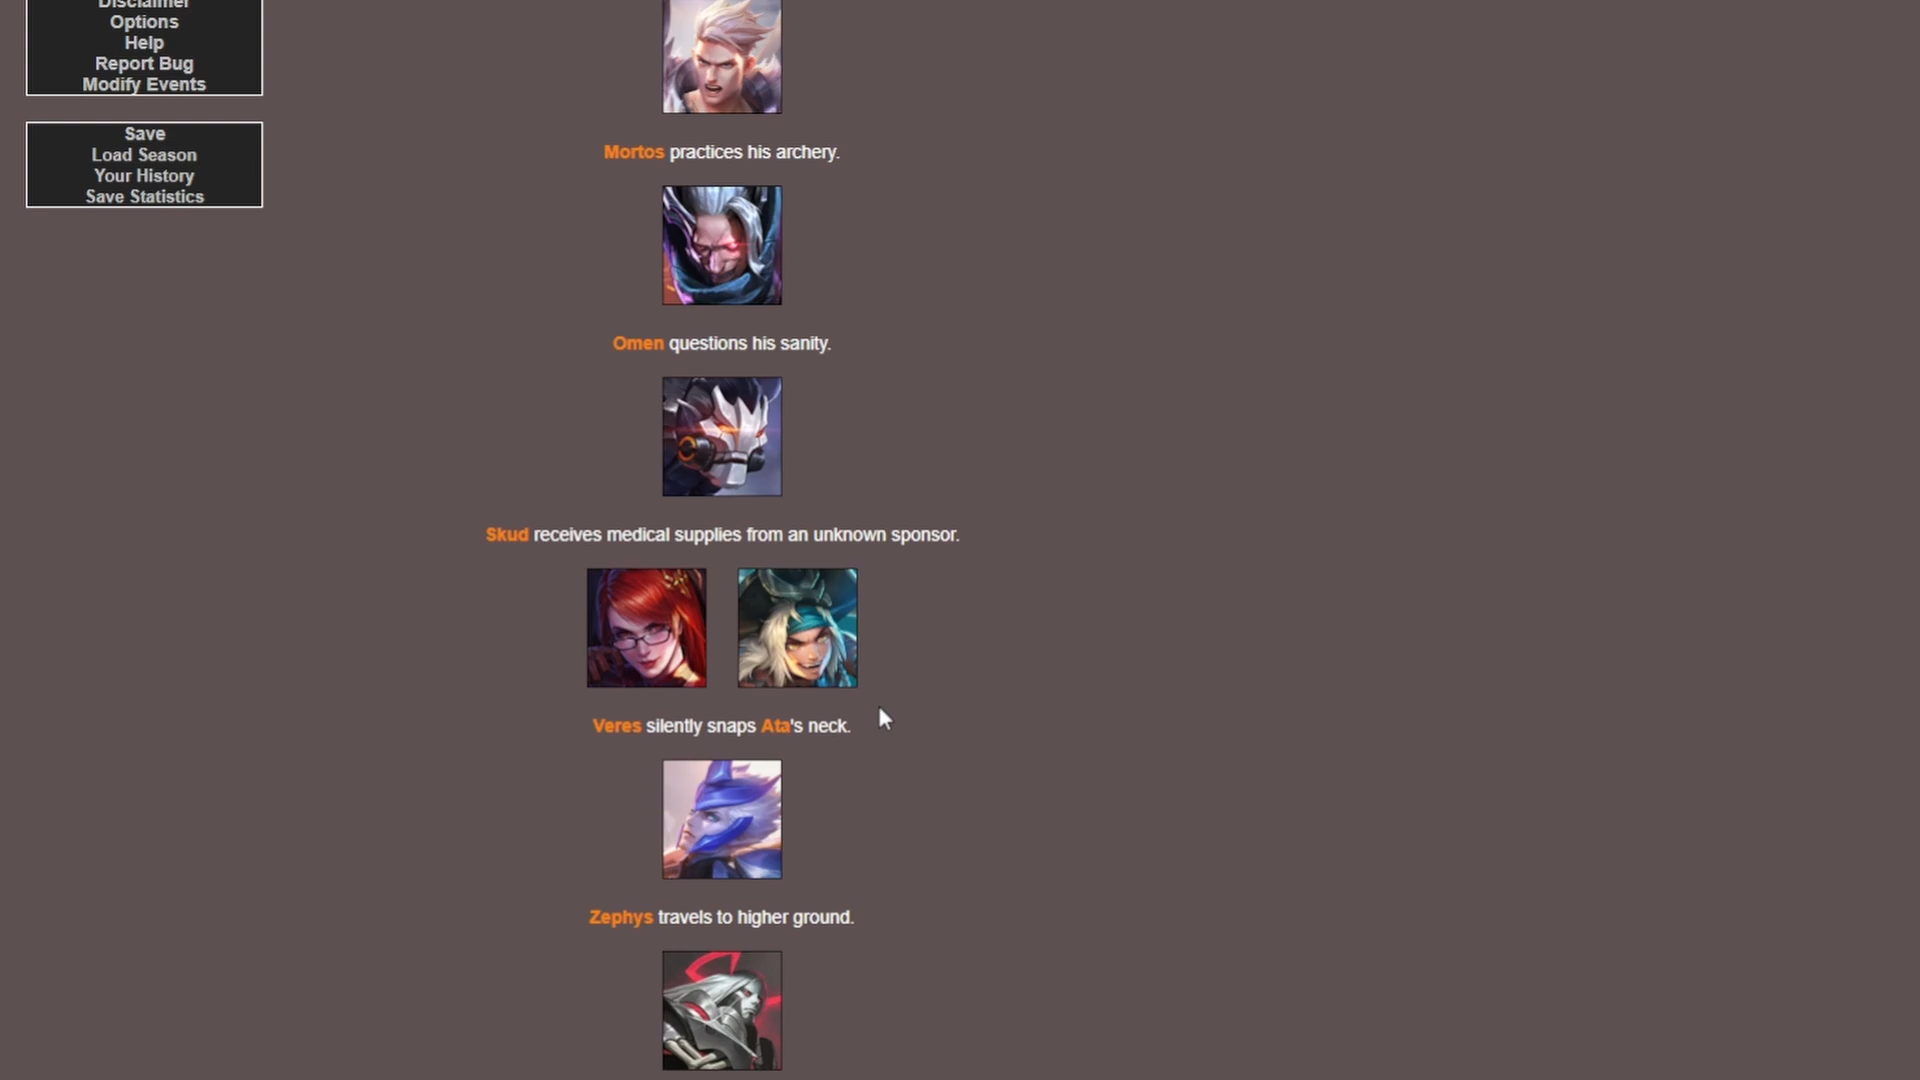 Disclaimer
Options
Help
Report Bug
Modify Events
Save
Load Season
Your History
Save Statistics
Mortos practices his archery.
Omen questions his sanity.
Skud receives medical supplies from an unknown sponsor.
Veres silently snaps Ata's neck.
Zephys travels to higher ground.